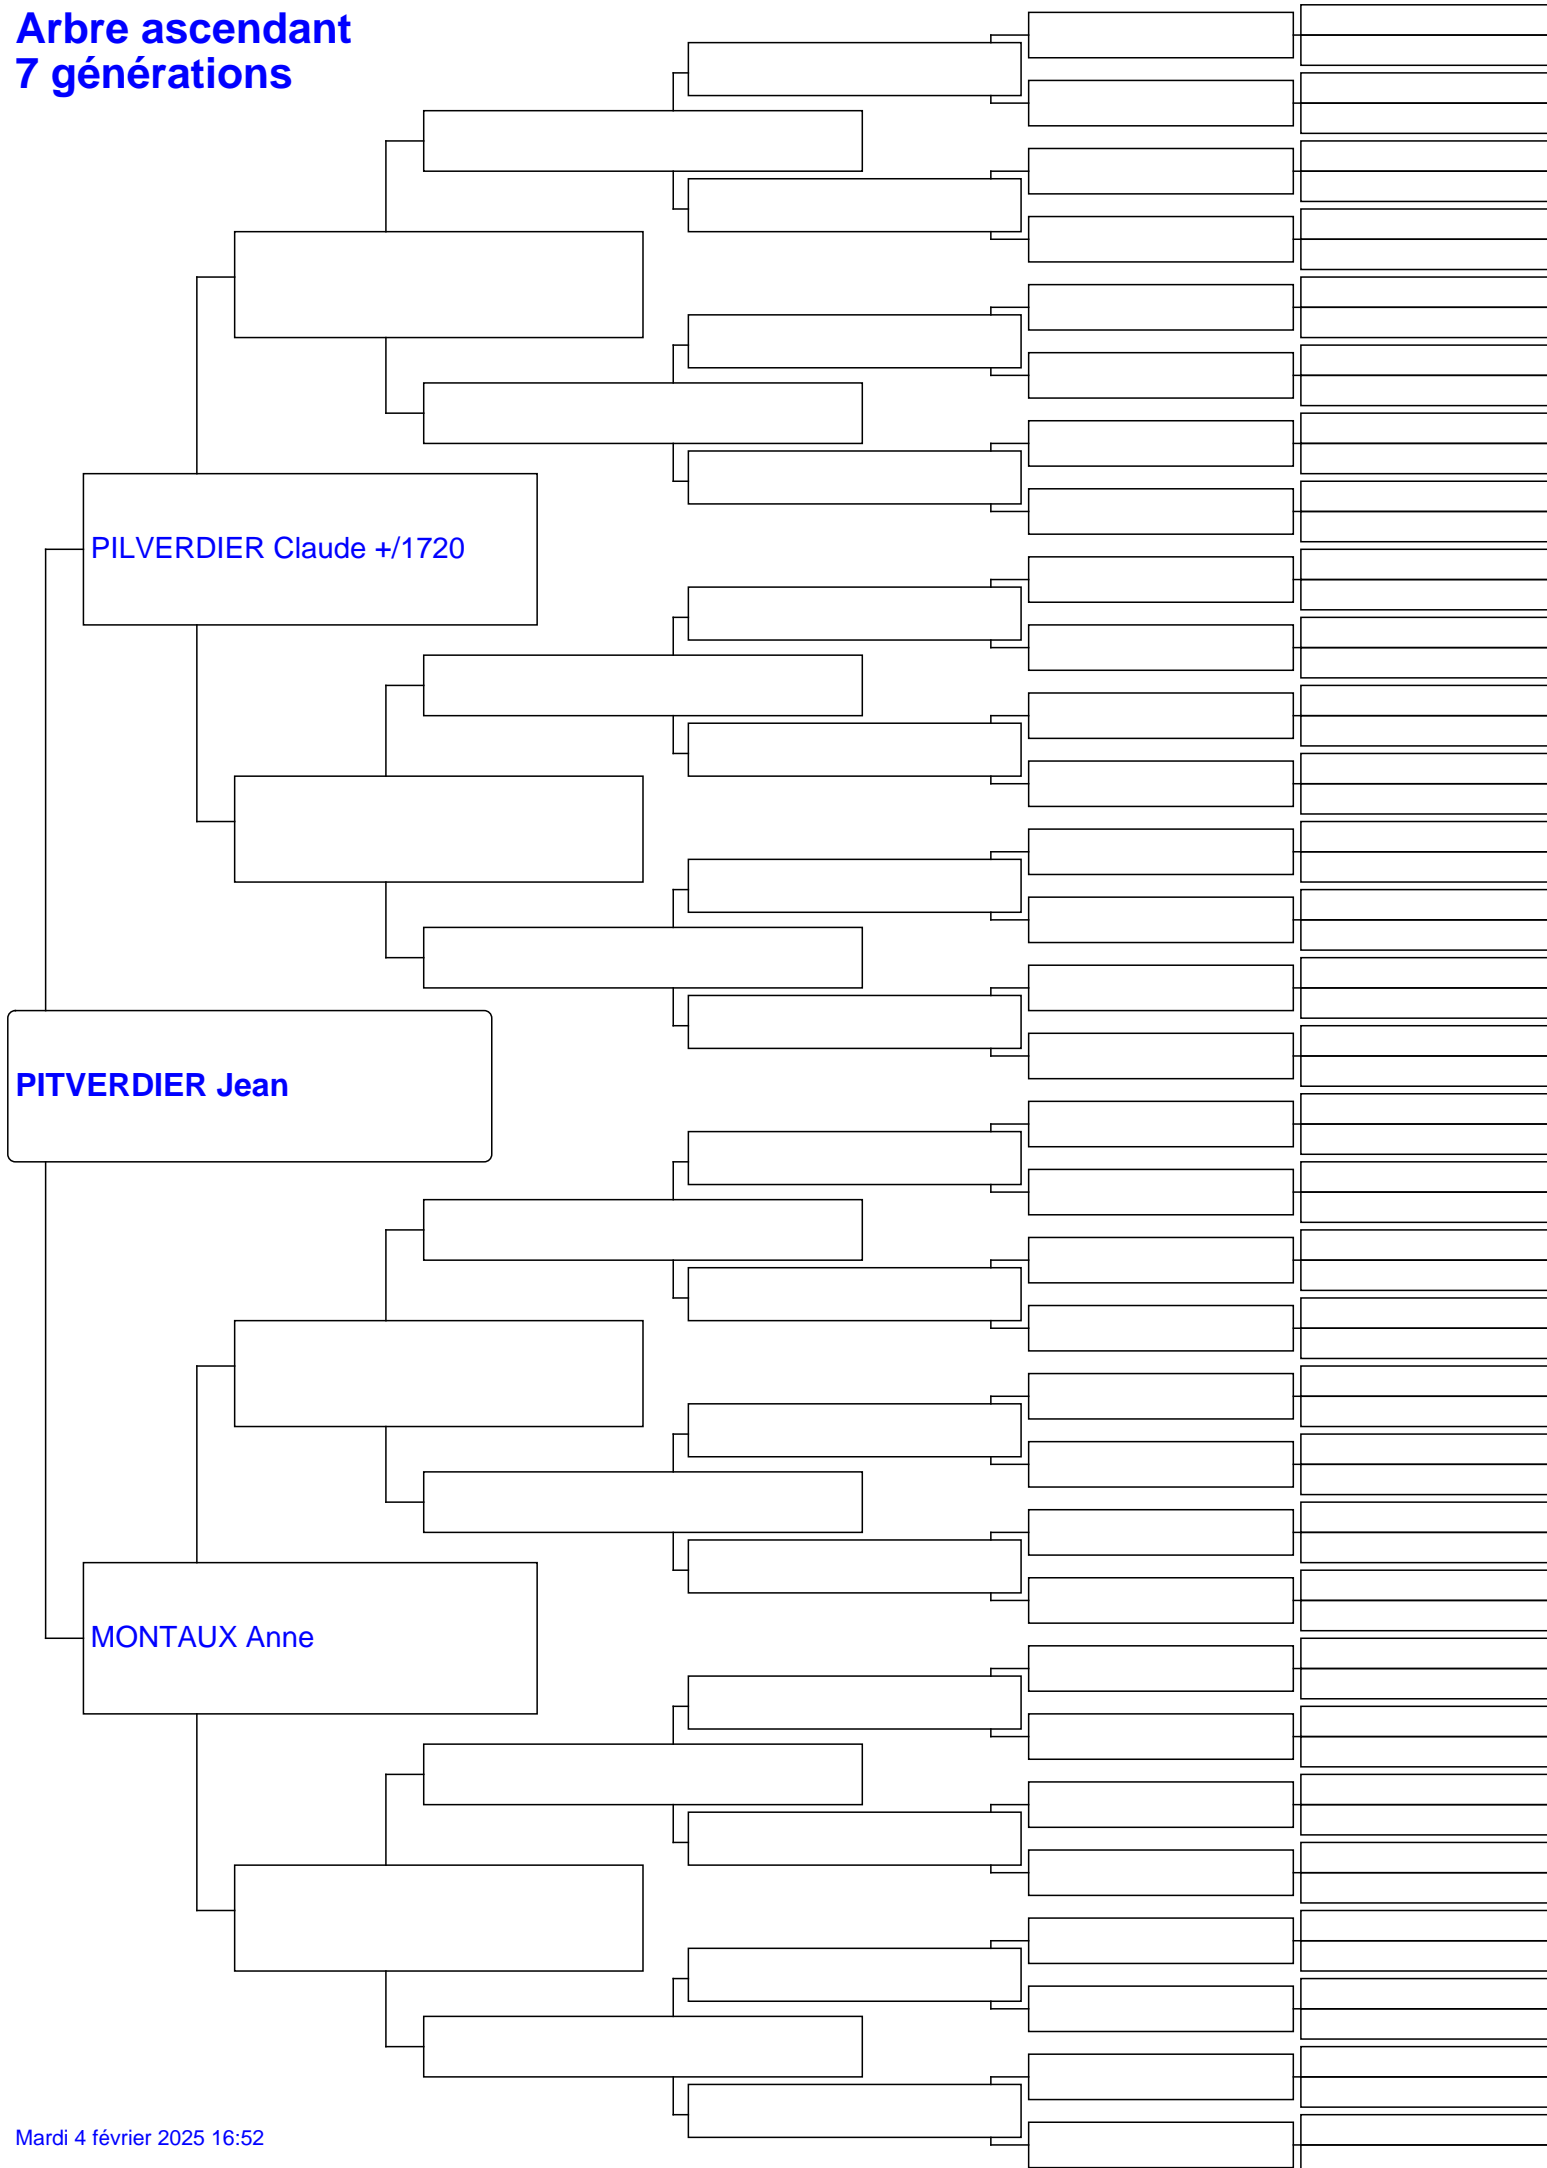 Arbre ascendant
7 générations
PILVERDIER Claude +/1720
PITVERDIER Jean
MONTAUX Anne
Mardi 4 février 2025 16:52